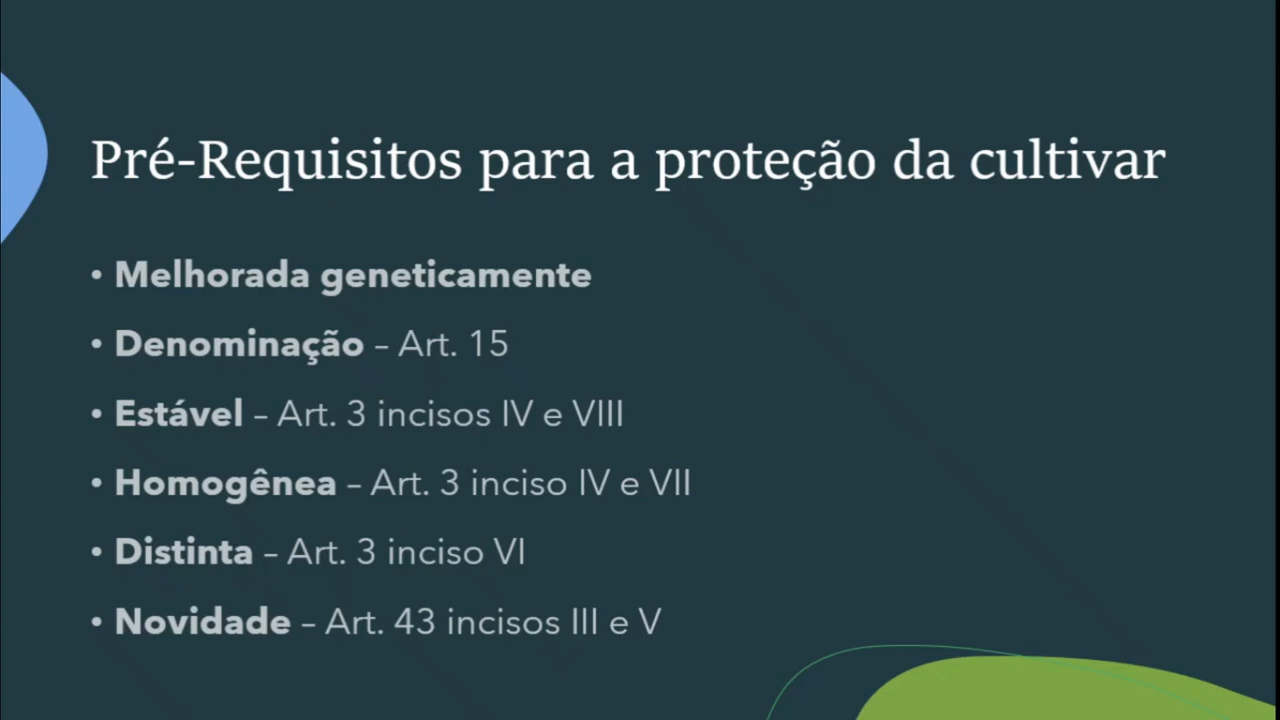 Pré-Requisitos para a proteção da cultivar
• Melhorada geneticamente
• Denominação – Art. 15
• Estável – Art. 3 incisos IV e VIII
• Homogênea – Art. 3 inciso IV e VII
• Distinta – Art. 3 inciso VI
• Novidade – Art. 43 incisos III e V